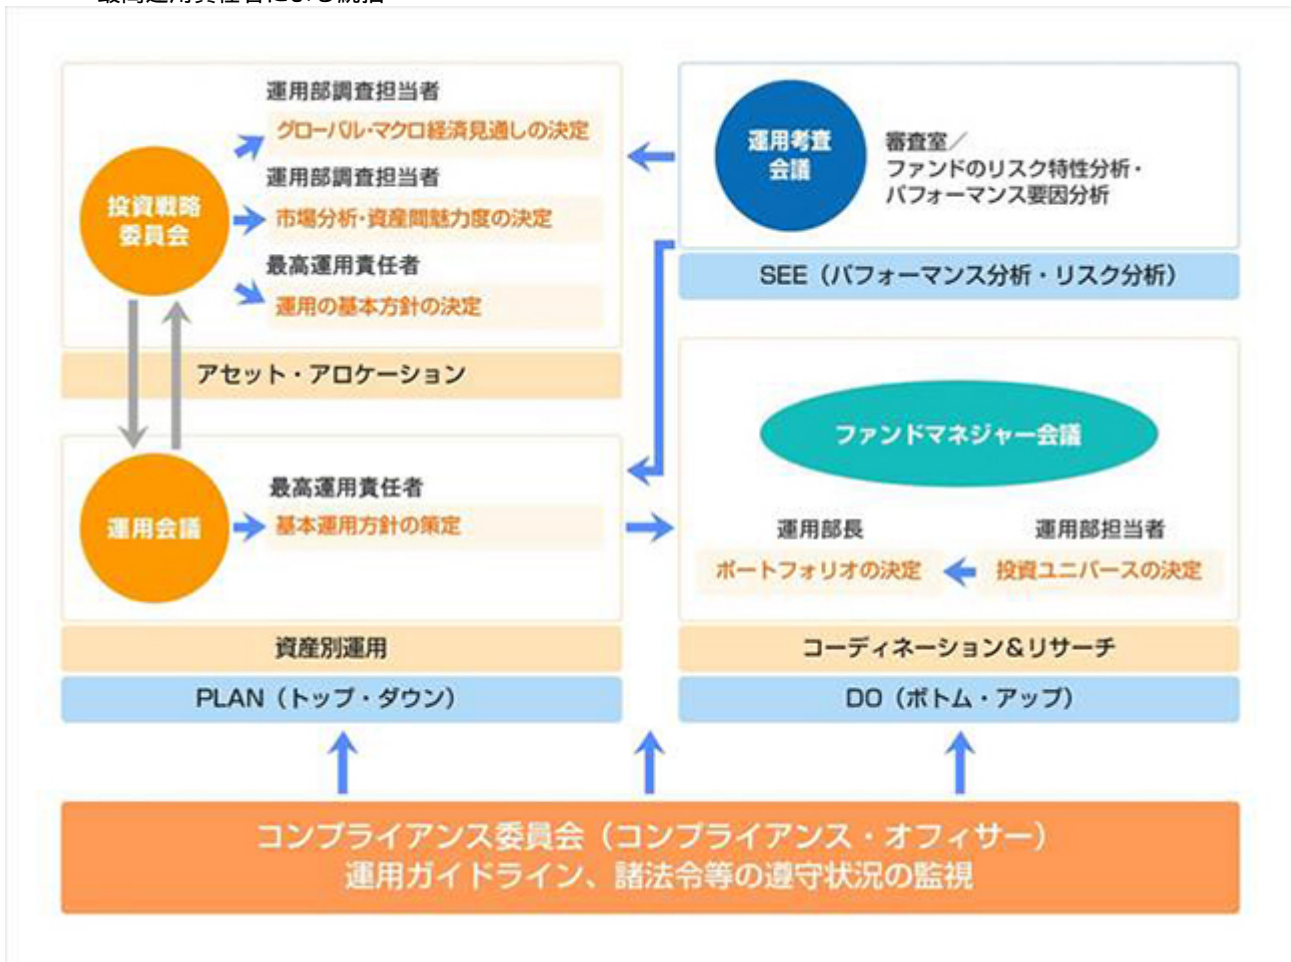 最高運用責任者による統括
運用部調査担当者
グローバル・マクロ経済見通しの決定
投資戦略
委員会
運用部調査担当者
市場分析・資産間魅力度の決定
最高運用責任者
運用の基本方針の決定
アセット・アロケーション
運用考査
会議
審査室／
ファンドのリスク特性分析・
パフォーマンス要因分析
SEE（パフォーマンス分析・リスク分析）
運用会議
最高運用責任者
基本運用方針の策定
資産別運用
PLAN（トップ・ダウン）
ファンドマネジャー会議
運用部長
ポートフォリオの決定
運用部担当者
投資ユニバースの決定
コーディネーション＆リサーチ
DO（ボトム・アップ）
コンプライアンス委員会（コンプライアンス・オフィサー）
運用ガイドライン、諸法令等の遵守状況の監視